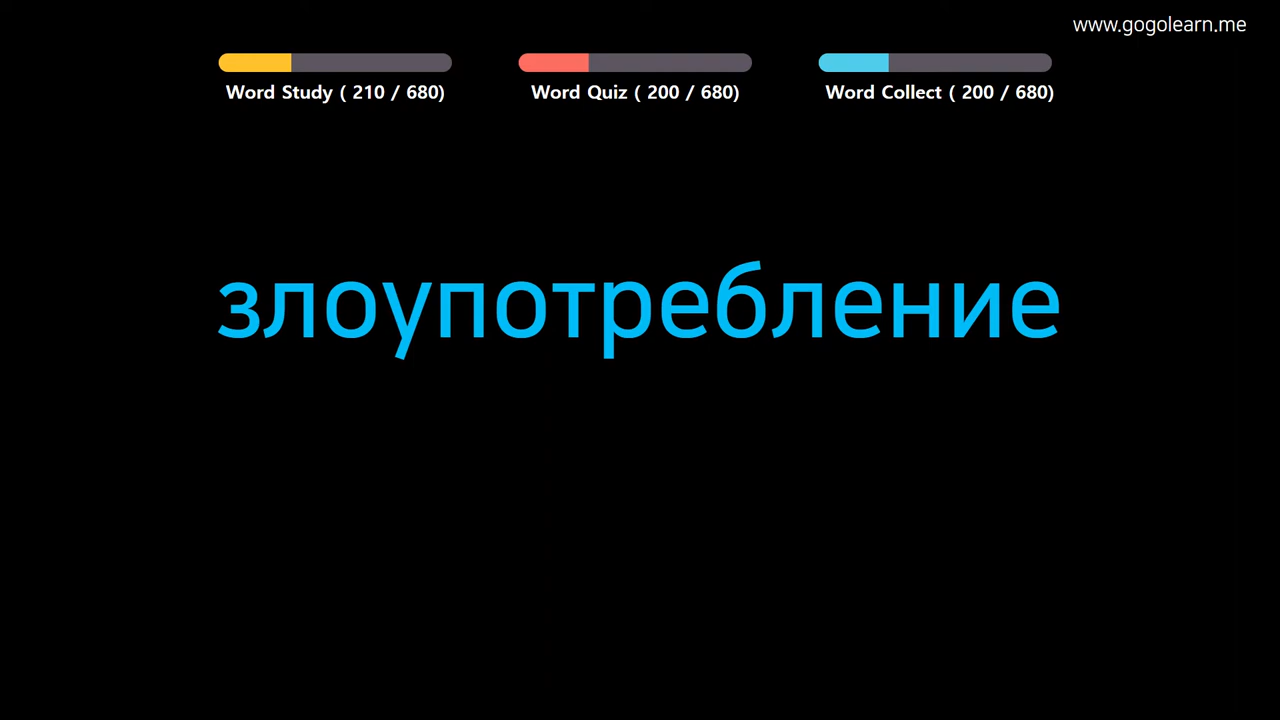 www.gogolearn.me
Word Study ( 210 / 680)
Word Quiz ( 200 / 680)
Word Collect ( 200 / 680)
злоупотребление